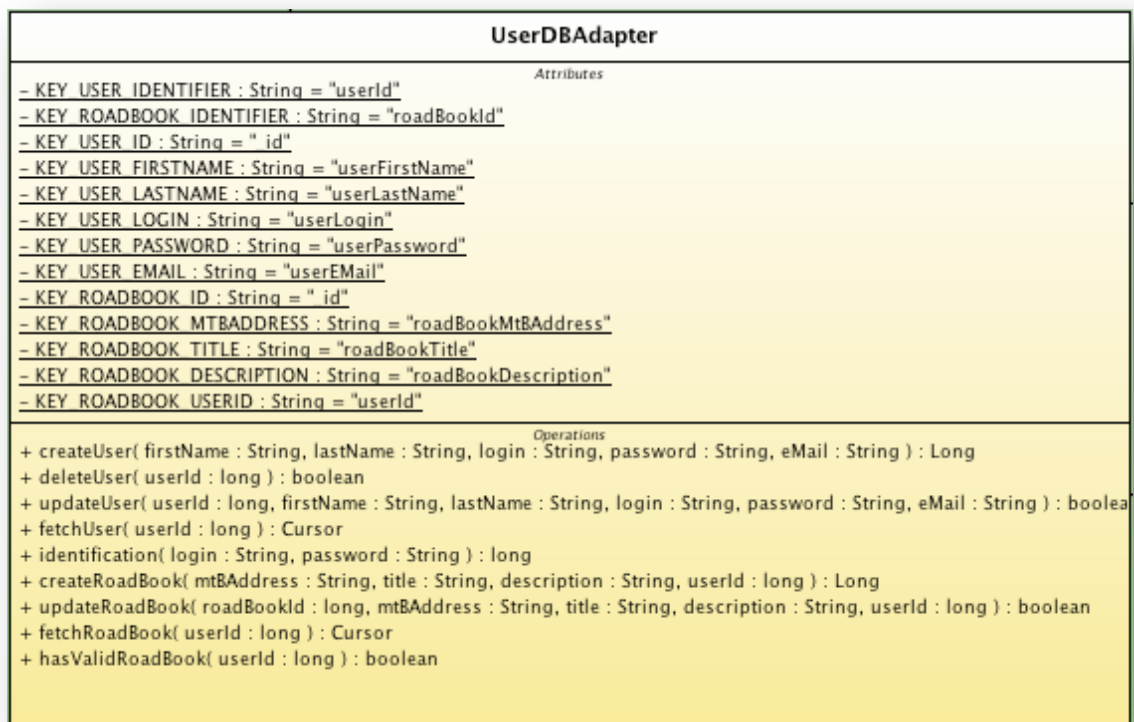 UserDBAdapter
Attributes
– KEY_USER_IDENTIFIER : String = "userId"
– KEY_ROADBOOK_IDENTIFIER : String = "roadBookId"
– KEY_USER_ID : String = "_id"
– KEY_USER_FIRSTNAME : String = "userFirstName"
– KEY_USER_LASTNAME : String = "userLastName"
– KEY_USER_LOGIN : String = "userLogin"
– KEY_USER_PASSWORD : String = "userPassword"
– KEY_USER_EMAIL : String = "userEMail"
– KEY_ROADBOOK_ID : String = "_id"
– KEY_ROADBOOK_MTBADDRESS : String = "roadBookMtBAddress"
– KEY_ROADBOOK_TITLE : String = "roadBookTitle"
– KEY_ROADBOOK_DESCRIPTION : String = "roadBookDescription"
– KEY_ROADBOOK_USERID : String = "userId"
Operations
+ createUser( firstName : String, lastName : String, login : String, password : String, eMail : String ) : Long
+ deleteUser( userId : long ) : boolean
+ updateUser( userId : long, firstName : String, lastName : String, login : String, password : String, eMail : String ) : boolea
+ fetchUser( userId : long ) : Cursor
+ identification( login : String, password : String ) : long
+ createRoadBook( mtBAddress : String, title : String, description : String, userId : long ) : Long
+ updateRoadBook( roadBookId : long, mtBAddress : String, title : String, description : String, userId : long ) : boolean
+ fetchRoadBook( userId : long ) : Cursor
+ hasValidRoadBook( userId : long ) : boolean